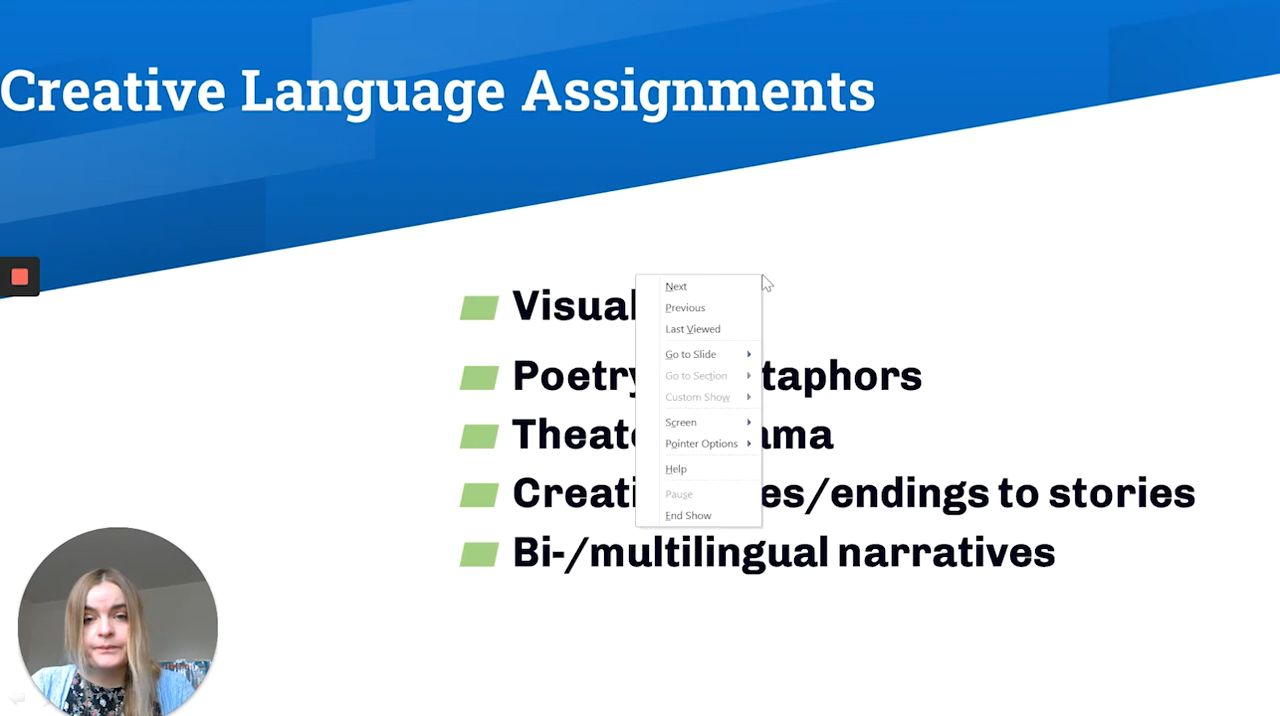 Creative Language Assignments
Visual
Next
Previous
Last Viewed
Go to Slide
Go to Section
Custom Show
Screen
Pointer Options
Help
Pause
End Show
Poetry taphors
Theate ama
Creati es/endings to stories
Bi-/multilingual narratives